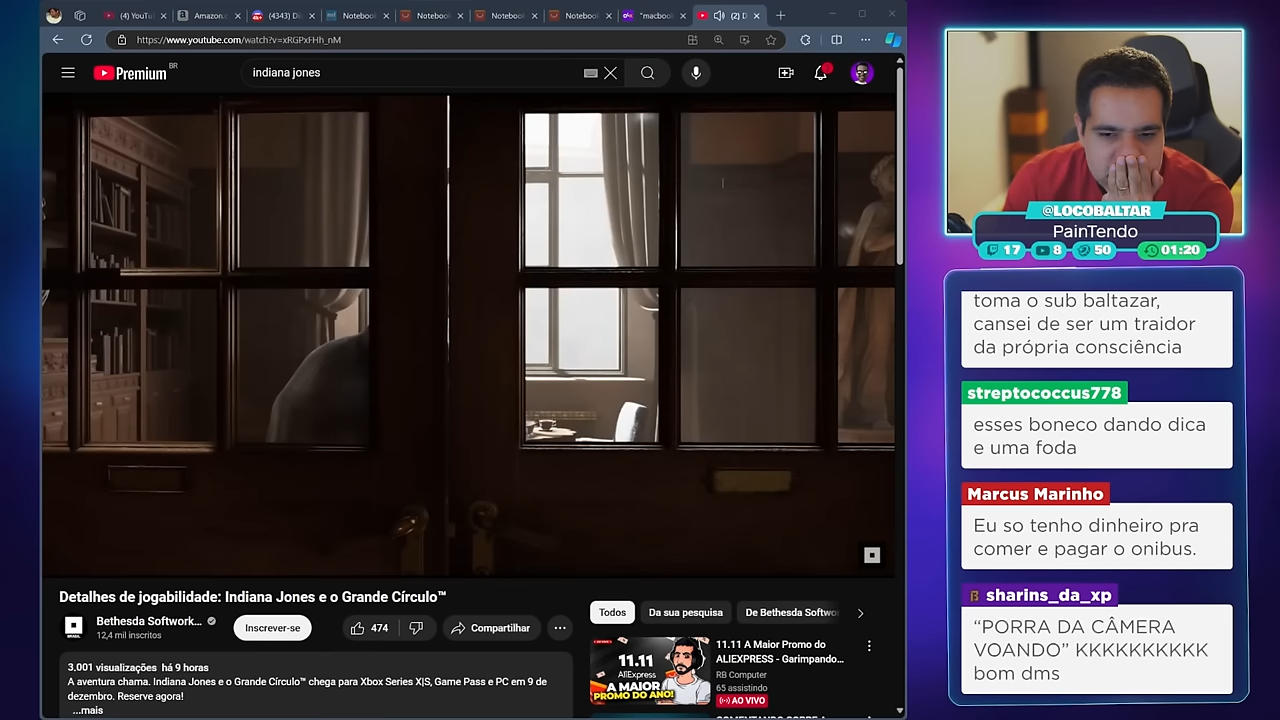 (4) YouTu
Amazon.c
(4343) Di
Notebook
Noteboo
Noteboo
Noteboo
"macboo
(2) D
https://www.youtube.com/watch?v=xRGPxFHh_nM
Premium BR
indiana jones
Detalhes de jogabilidade: Indiana Jones e o Grande Círculo™
Bethesda Softwork...
12,4 mil inscritos
Inscrever-se
474
Compartilhar
3.001 visualizações há 9 horas
A aventura chama. Indiana Jones e o Grande Círculo™ chega para Xbox Series X|S, Game Pass e PC em 9 de
dezembro. Reserve agora!
...mais
Todos
Da sua pesquisa
De Bethesda Softwo
11.11
AliExpress
A MAIOR
PROMO DO ANO!
11.11 A Maior Promo do
ALIEXPRESS - Garimpando...
RB Computer
65 assistindo
AO VIVO
@LOCOBALTAR
PainTendo
17
8
50
01:20
toma o sub baltazar,
cansei de ser um traidor
da própria consciência
streptococcus778
esses boneco dando dica
e uma foda
Marcus Marinho
Eu so tenho dinheiro pra
comer e pagar o onibus.
sharins_da_xp
“PORRA DA CÂMERA
VOANDO” KKKKKKKKKK
bom dms